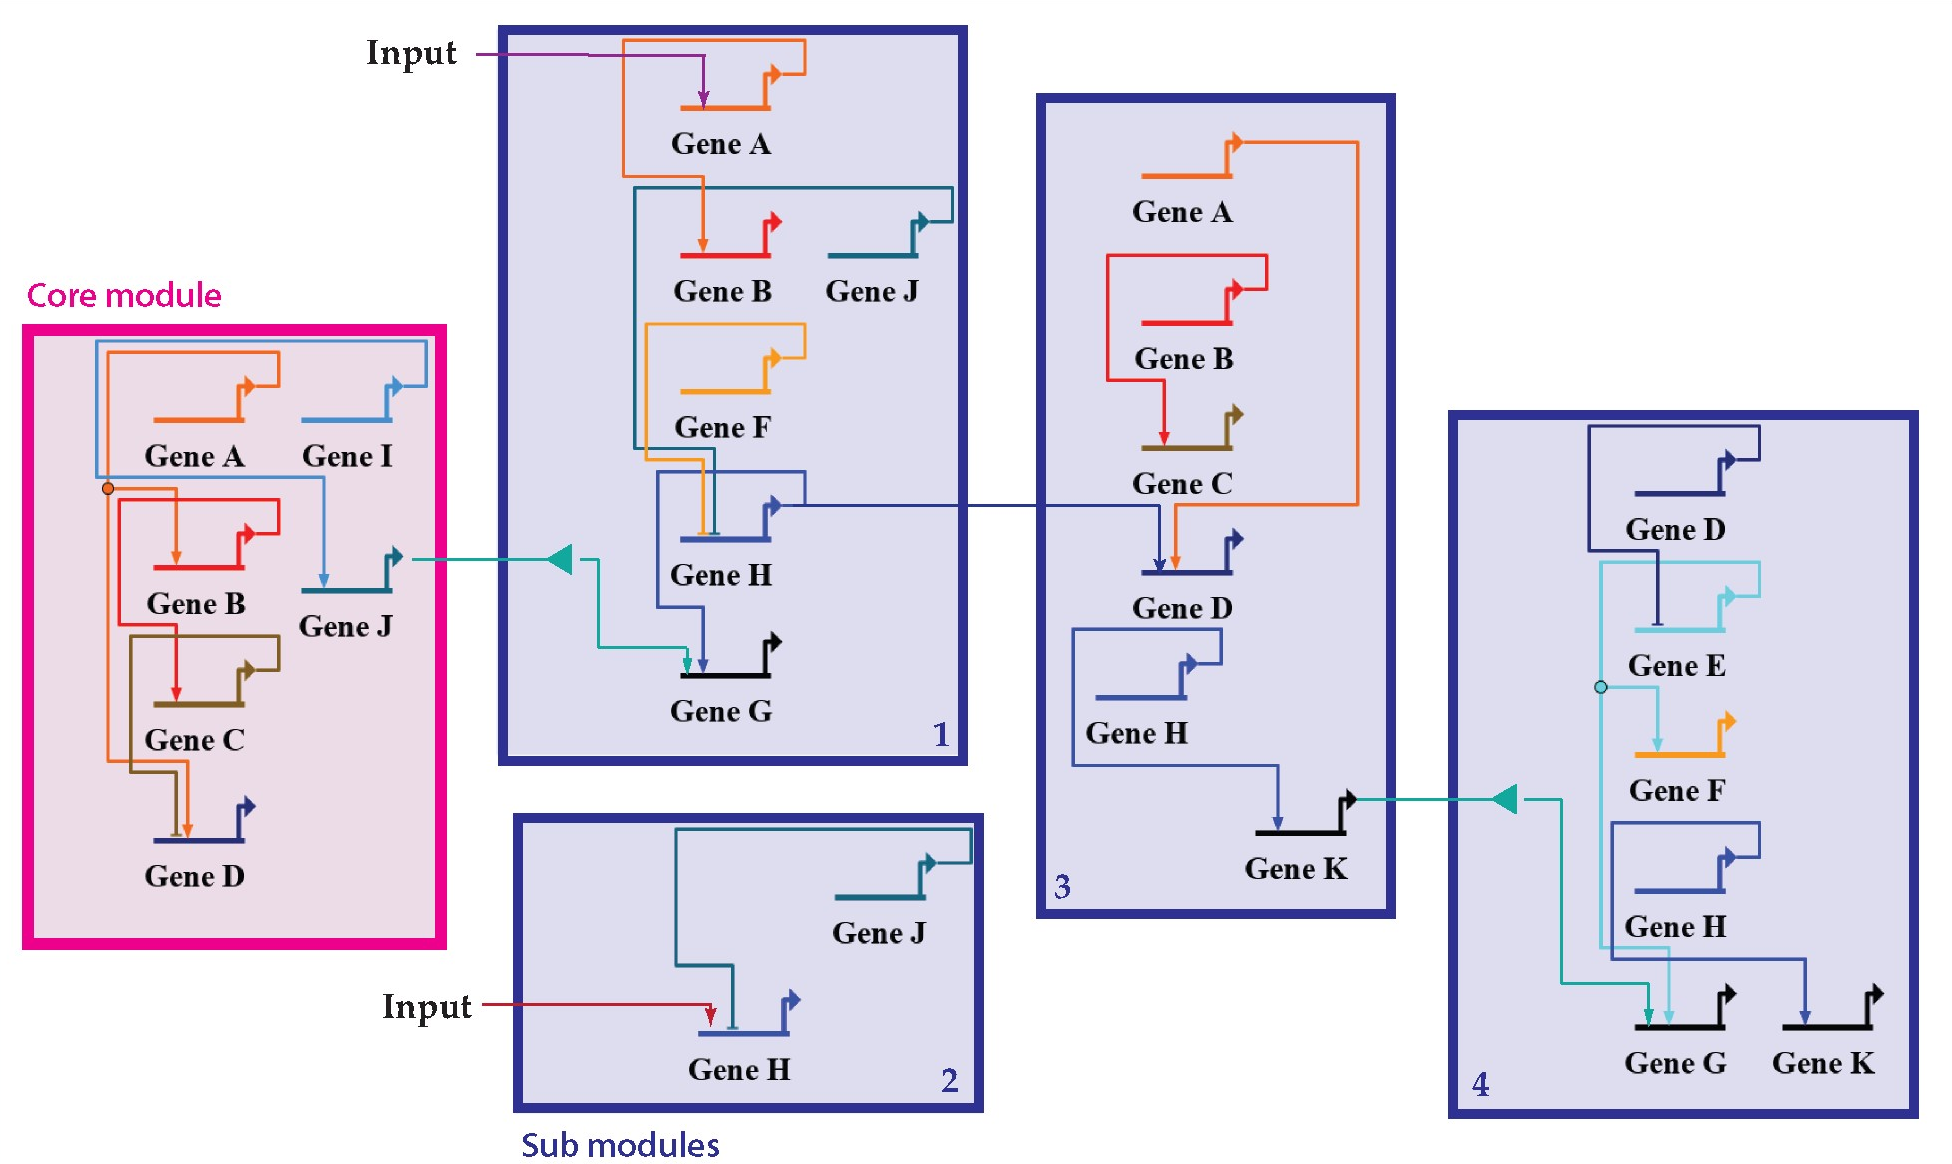 Core module
Gene A
Gene I
Gene B
Gene J
Gene C
Gene D
Input
Gene A
Gene B
Gene J
Gene F
Gene H
Gene G
1
Input
Gene J
Gene H
2
Sub modules
Gene A
Gene B
Gene C
Gene D
Gene H
Gene K
3
Gene D
Gene E
Gene F
Gene H
Gene G
Gene K
4